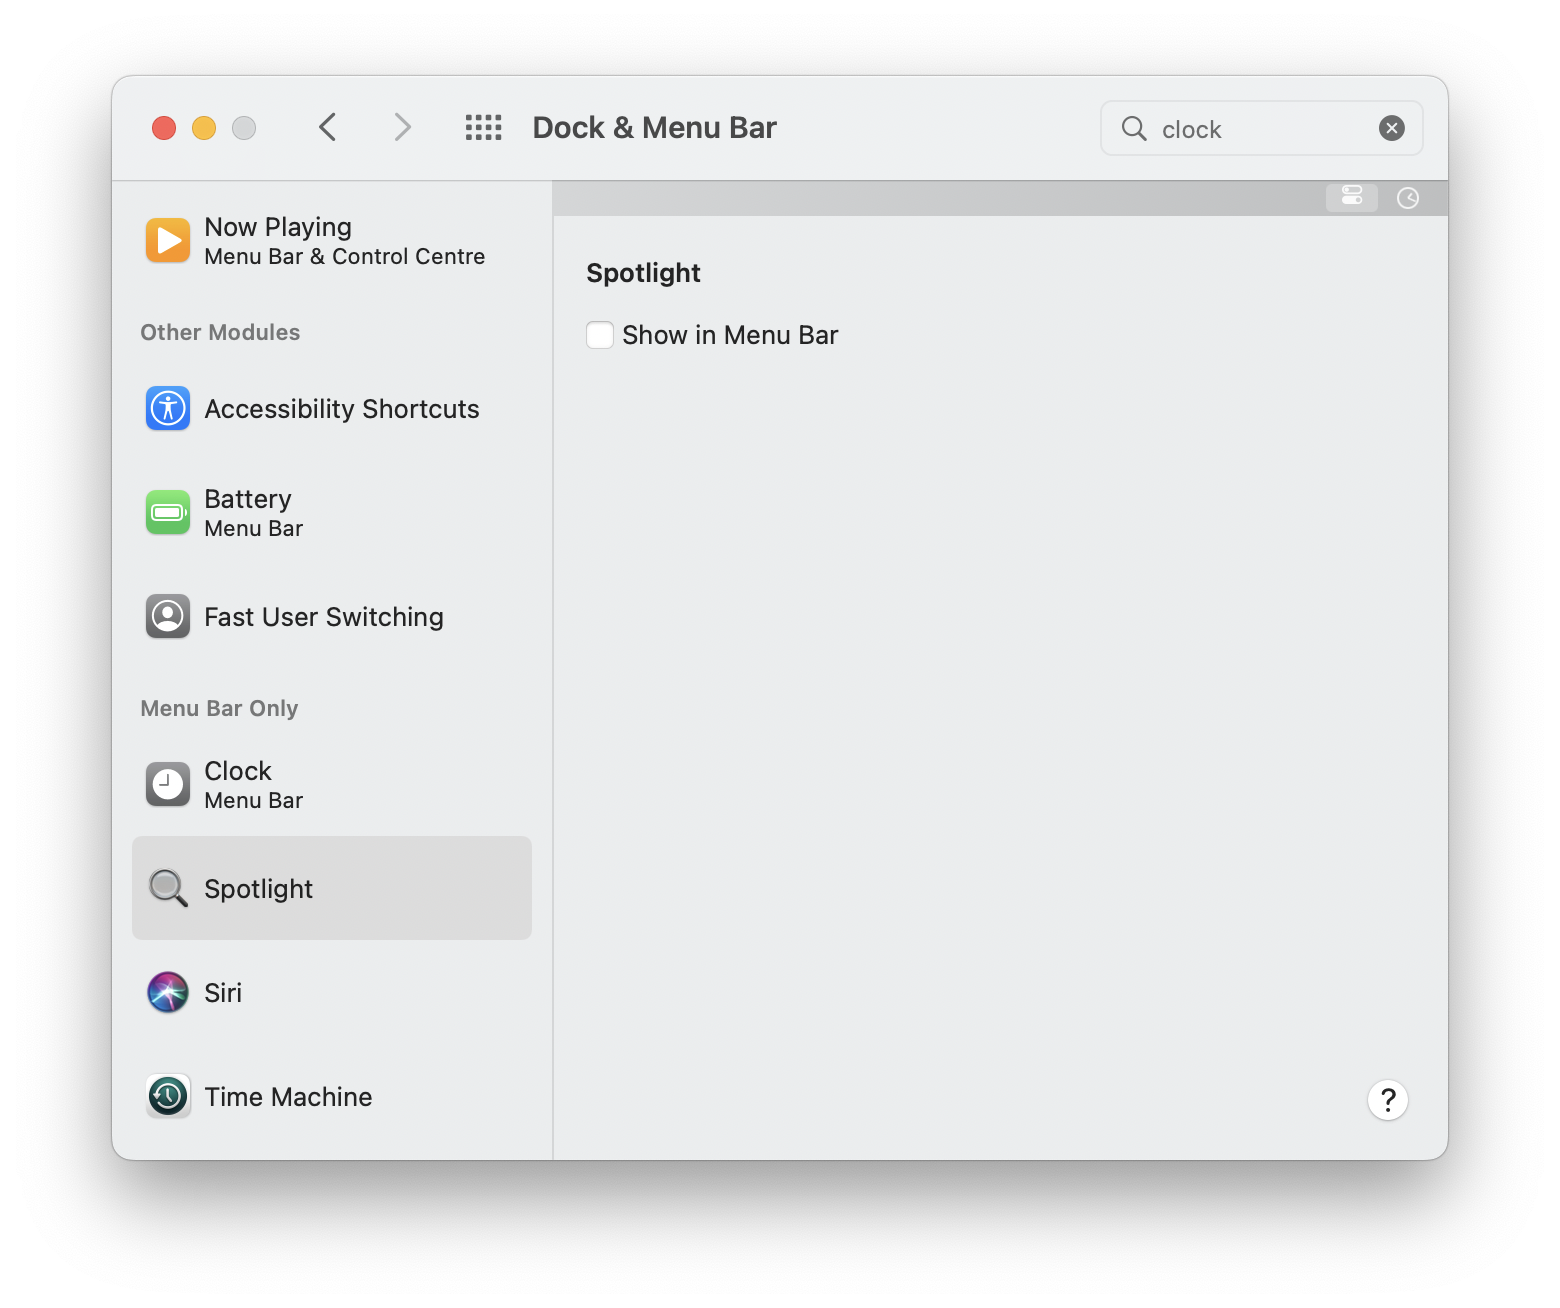 Dock & Menu Bar
clock
Now Playing
Menu Bar & Control Centre
Other Modules
Accessibility Shortcuts
Battery
Menu Bar
Fast User Switching
Menu Bar Only
Clock
Menu Bar
Spotlight
Siri
Time Machine
Spotlight
Show in Menu Bar
?